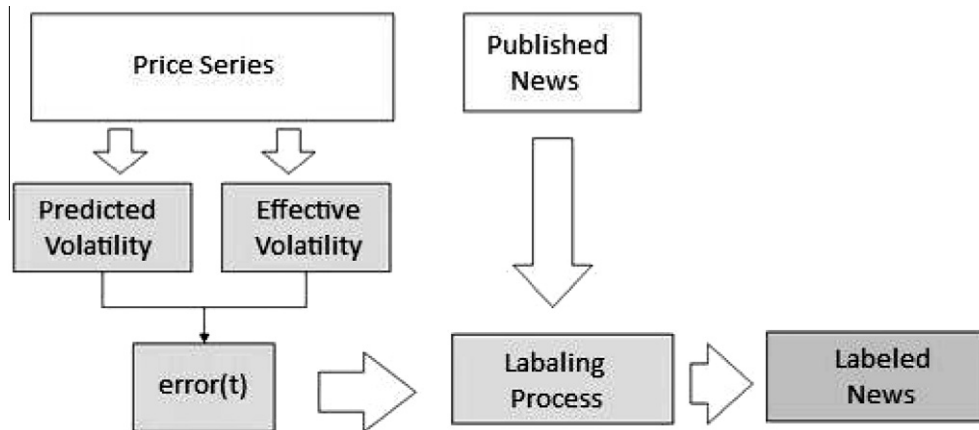 Price Series
Published
News
Predicted
Volatility
Effective
Volatility
error(t)
Labaling
Process
Labeled
News